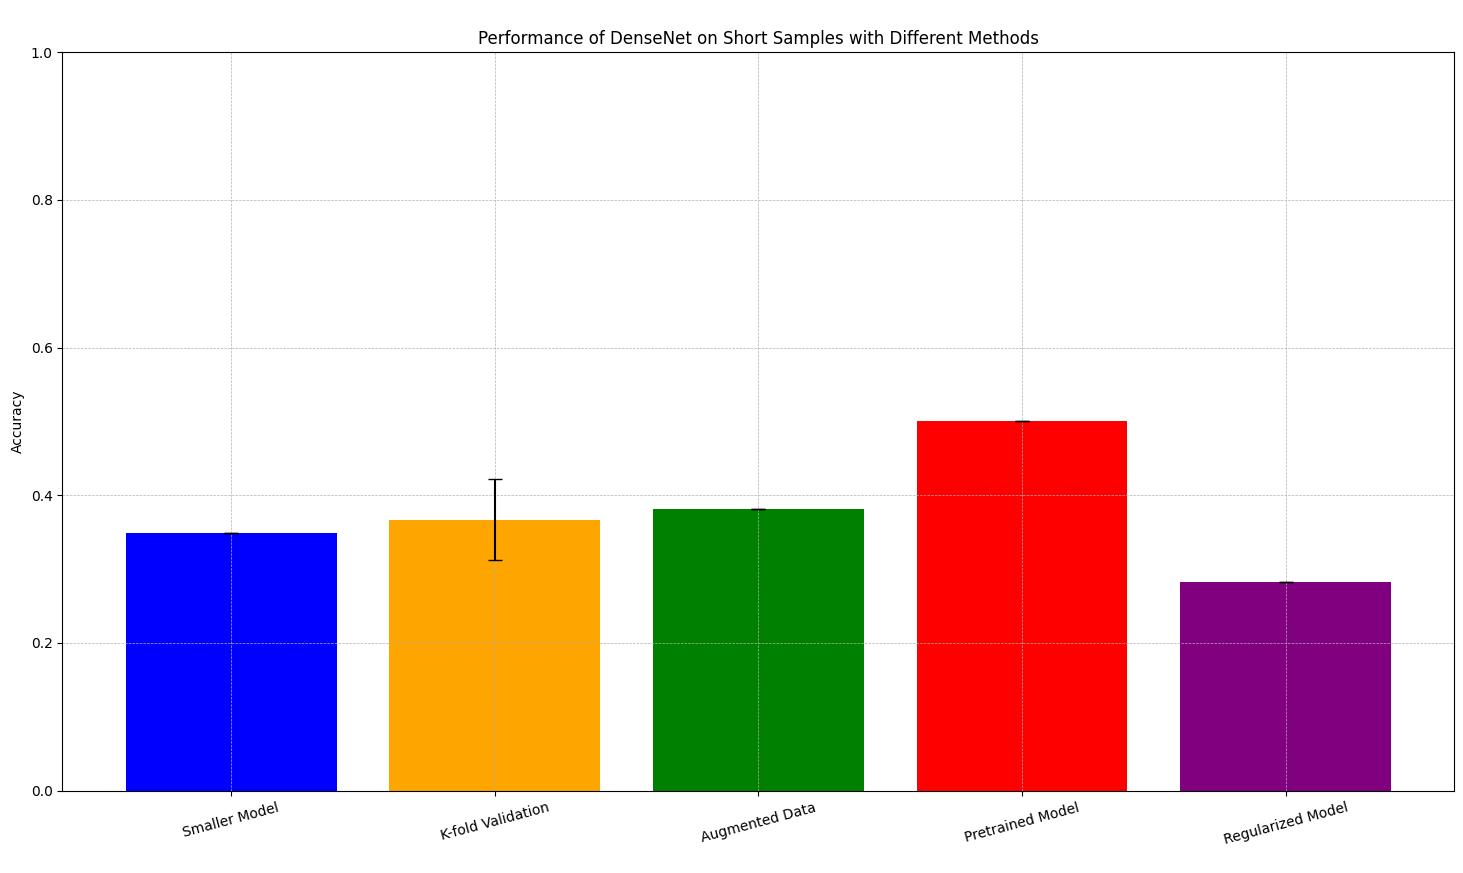 Performance of DenseNet on Short Samples with Different Methods
1.0
0.8
0.6
0.4
0.2
0.0
Accuracy
Smaller Model
K-fold Validation
Augmented Data
Pretrained Model
Regularized Model